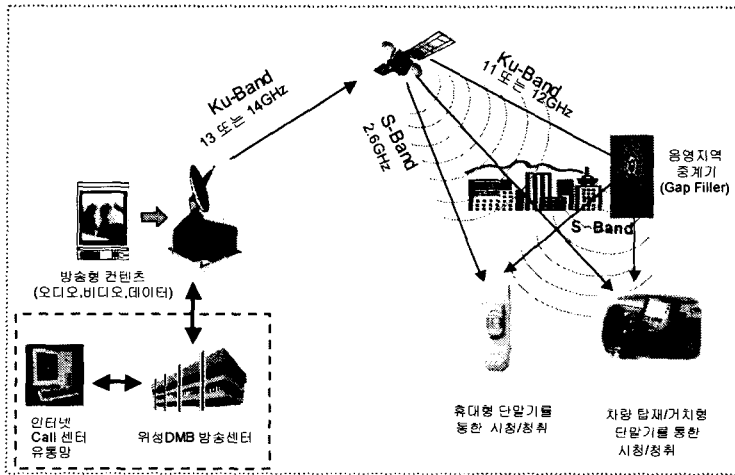 Ku-Band
13 또는 14GHz
S-Band
2.6GHz
Ku-Band
11 또는 12GHz
음영지역
중계기
(Gap Filler)
S-Band
방송형 컨텐츠
(오디오,비디오,데이터)
인터넷
Call 센터
유통망
위성DMB 방송센터
휴대형 단말기를
통한 시청/청취
차량 탑재/거치형
단말기를 통한
시청/청취